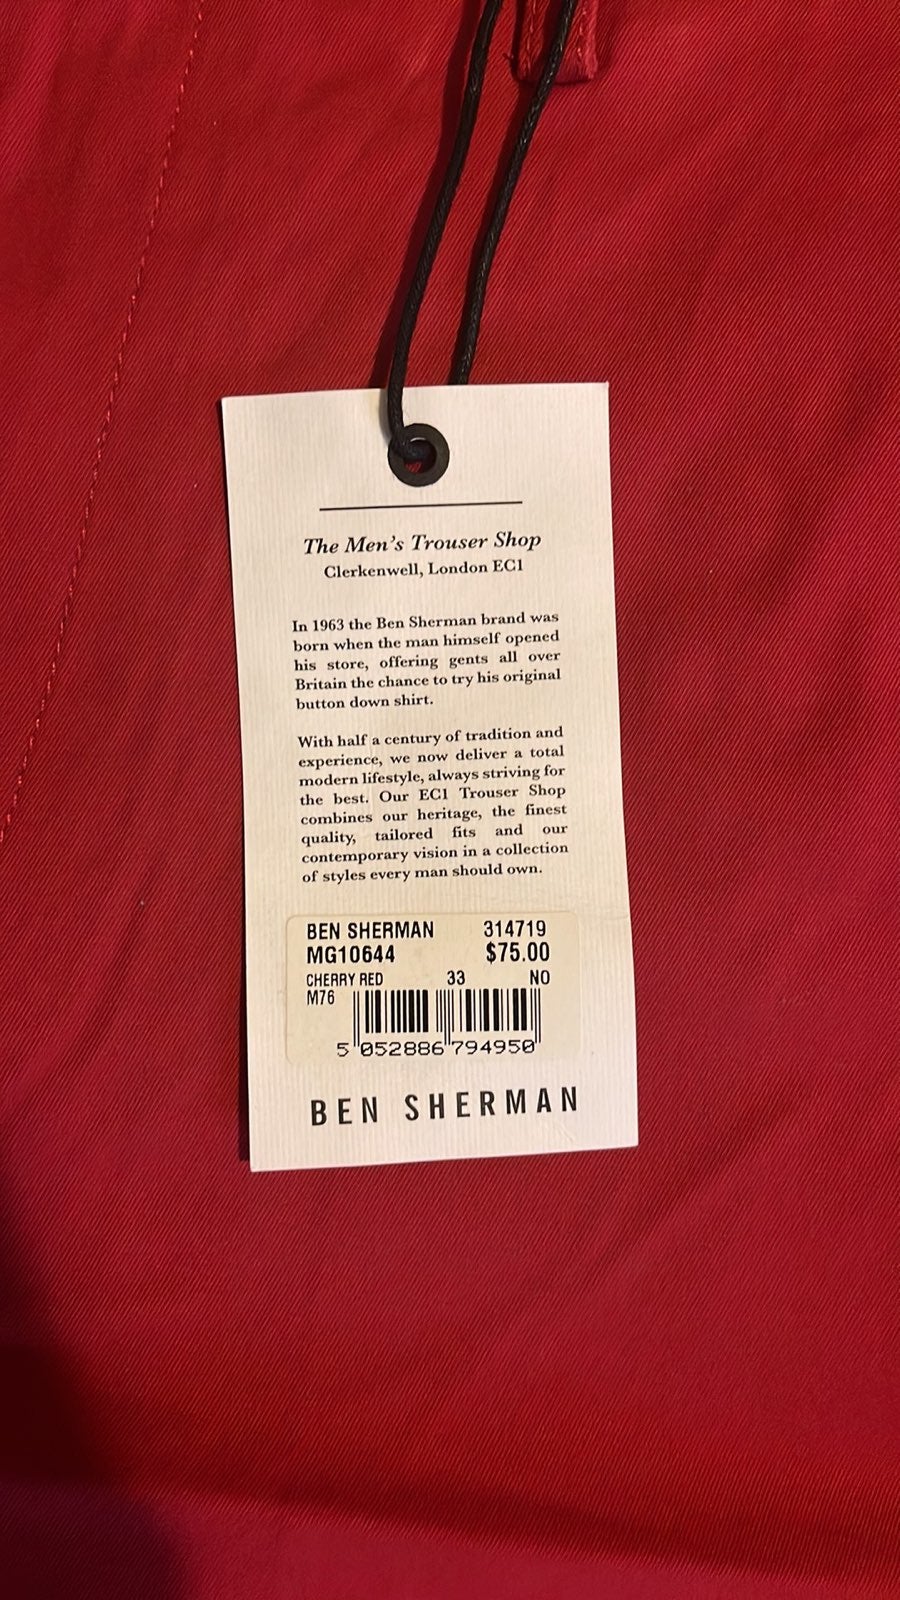 The Men's Trouser Shop
Clerkenwell, London EC1
In 1963 the Ben Sherman brand was
born when the man himself opened
his store, offering gents all over
Britain the chance to try his original
button down shirt.
With half a century of tradition and
experience, we now deliver a total
modern lifestyle, always striving for
the best. Our EC1 Trouser Shop
combines our heritage, the finest
quality, tailored fits and our
contemporary vision in a collection
of styles every man should own.
BEN SHERMAN 314719
MG10644 $75.00
CHERRY RED 33 NO
M76
5 052886 794950
BEN SHERMAN